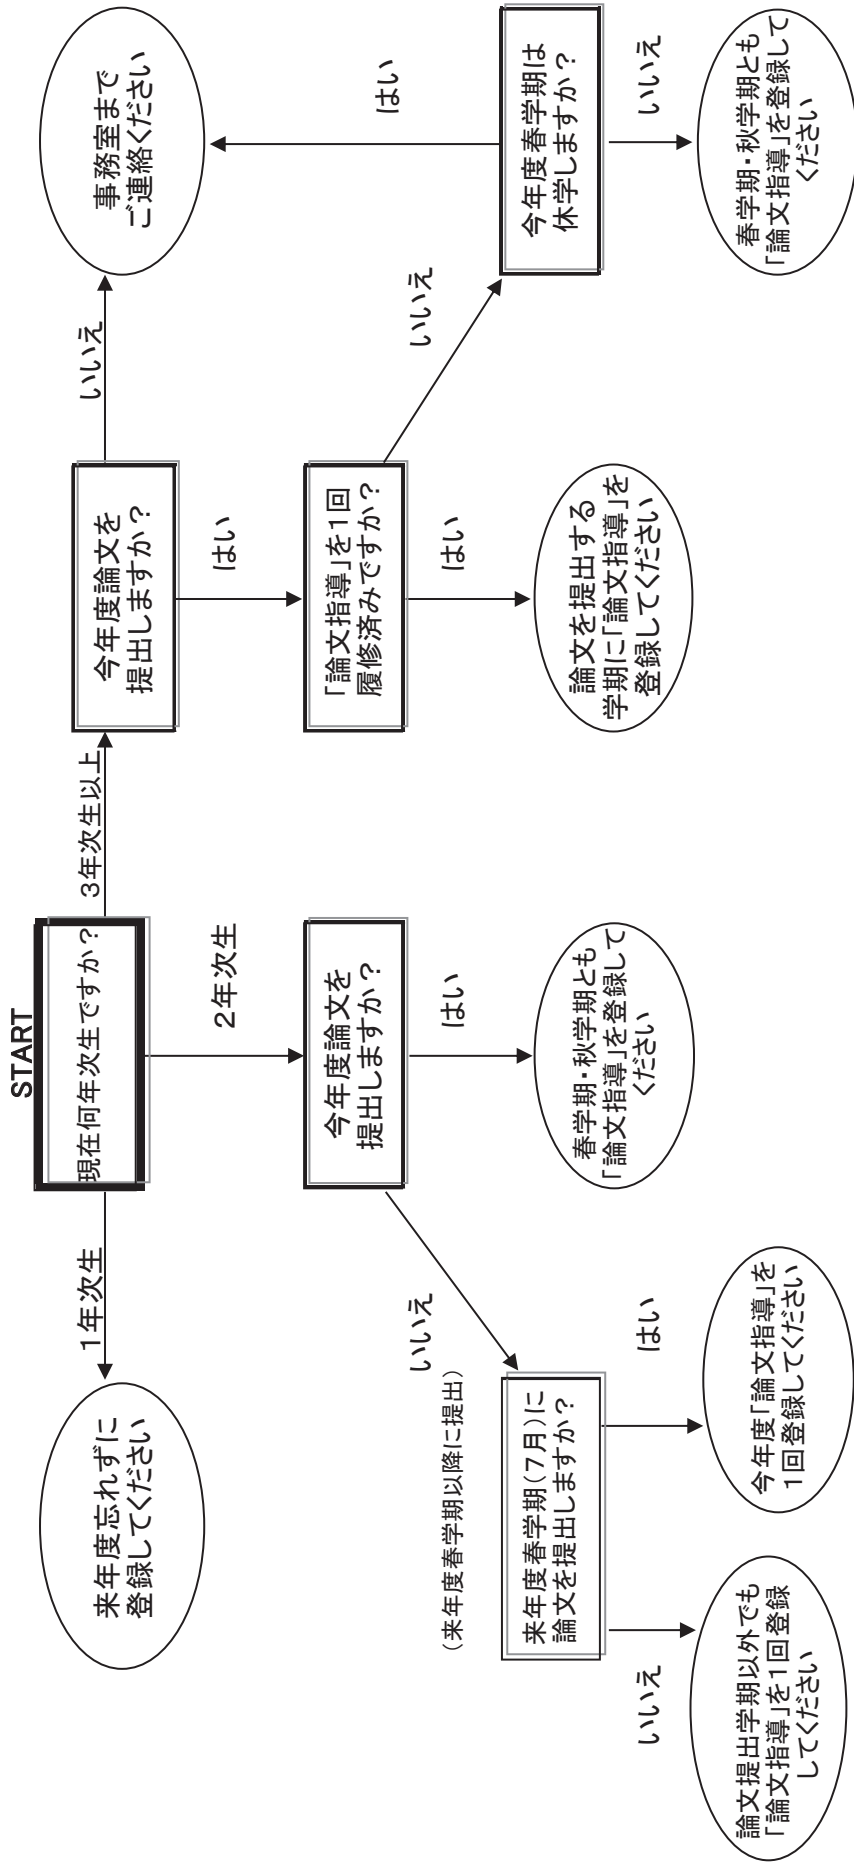 START
現在何年次生ですか？
1年次生
来年度忘れずに
登録してください
2年次生
今年度論文を
提出しますか？
はい
春学期・秋学期とも
「論文指導」を登録して
ください
いいえ
（来年度春学期以降に提出）
来年度春学期（7月）に
論文を提出しますか？
はい
今年度「論文指導」を
1回登録してください
いいえ
論文提出学期以外でも
「論文指導」を1回登録
してください
3年次生以上
今年度論文を
提出しますか？
いいえ
事務室まで
ご連絡ください
はい
「論文指導」を1回
履修済みですか？
はい
論文を提出する
学期に「論文指導」を
登録してください
いいえ
今年度春学期は
休学しますか？
はい
いいえ
春学期・秋学期とも
「論文指導」を登録して
ください